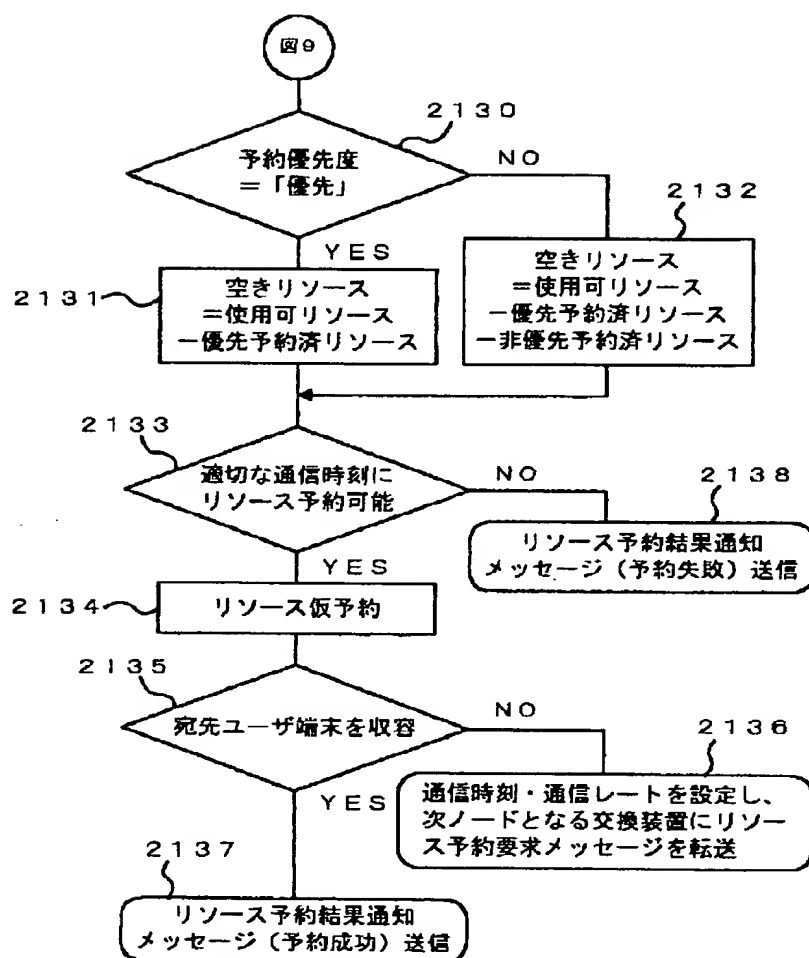 図9
2130
予約優先度
＝「優先」
NO
2132
YES
2131
空きリソース
＝使用可リソース
－優先予約済リソース
空きリソース
＝使用可リソース
－優先予約済リソース
－非優先予約済リソース
2133
適切な通信時刻に
リソース予約可能
NO
2138
YES
リソース予約結果通知
メッセージ（予約失敗）送信
2134
リソース仮予約
2135
宛先ユーザ端末を収容
NO
2136
YES
通信時刻・通信レートを設定し、
次ノードとなる交換装置にリソー
ス予約要求メッセージを転送
2137
リソース予約結果通知
メッセージ（予約成功）送信